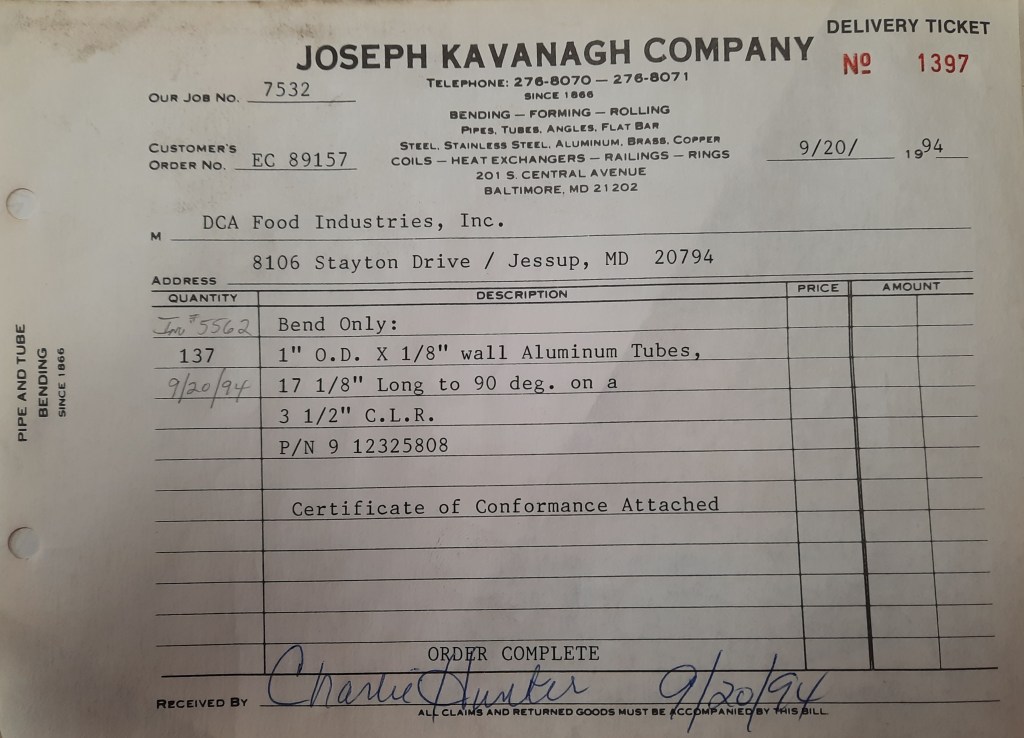 DELIVERY TICKET
JOSEPH KAVANAGH COMPANY
Nº 1397
TELEPHONE: 276-8070 — 276-8071
SINCE 1866
OUR JOB NO. 7532
BENDING — FORMING — ROLLING
PIPES, TUBES, ANGLES, FLAT BAR
STEEL, STAINLESS STEEL, ALUMINUM, BRASS, COPPER
COILS — HEAT EXCHANGERS — RAILINGS — RINGS
201 S. CENTRAL AVENUE
BALTIMORE, MD 21202
CUSTOMER'S
ORDER NO. EC 89157
9/20/ 1994
M DCA Food Industries, Inc.
ADDRESS 8106 Stayton Drive / Jessup, MD 20794
QUANTITY DESCRIPTION PRICE AMOUNT
Inv #5562 Bend Only:
137 1" O.D. X 1/8" wall Aluminum Tubes,
9/20/94 17 1/8" Long to 90 deg. on a
3 1/2" C.L.R.
P/N 9 12325808
Certificate of Conformance Attached
ORDER COMPLETE
RECEIVED BY Charlie Hunter 9/20/94
ALL CLAIMS AND RETURNED GOODS MUST BE ACCOMPANIED BY THIS BILL
PIPE AND TUBE
BENDING
SINCE 1866